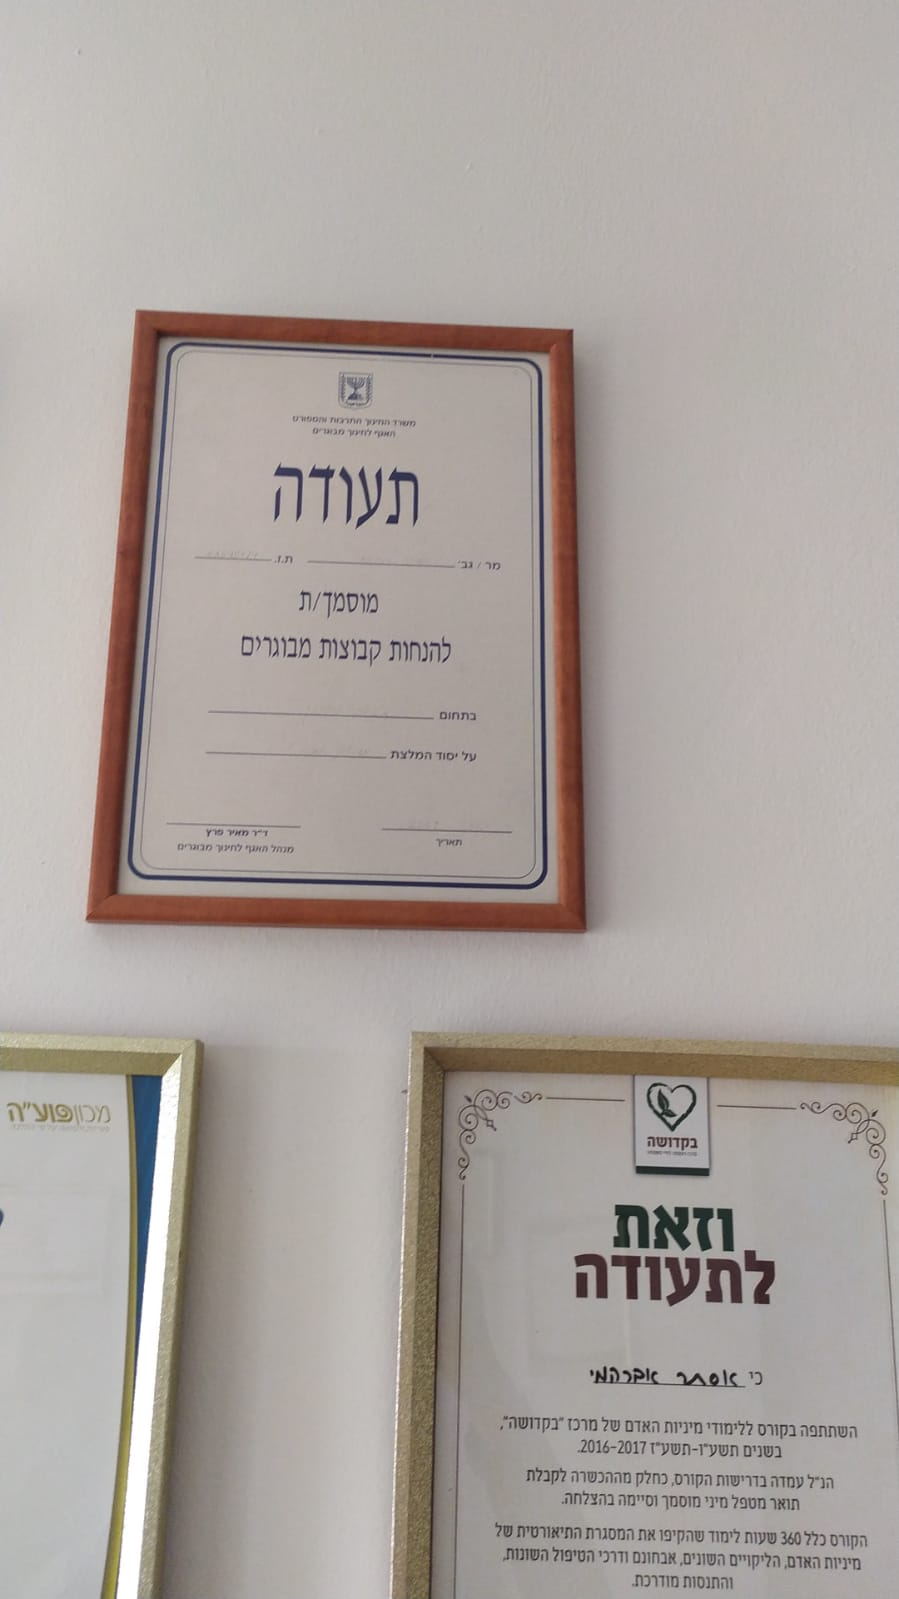 משרד החינוך התרבות והספורט
האגף לחינוך מבוגרים
תעודה
מר / גב' ת.ז.
מוסמך/ת
להנחות קבוצות מבוגרים
בתחום
על יסוד המלצת
תאריך
ד"ר מאיר פרץ
מנהל האגף לחינוך מבוגרים
מכון פוע"ה
בקדושה
וזאת
לתעודה
כי אסתר אברהמי
השתתפה בקורס ללימודי מיניות האדם של מרכז "בקדושה",
בשנים תשע"ו-תשע"ז 2016-2017.
הנ"ל עמדה בדרישות הקורס, כחלק מההכשרה לקבלת
תואר מטפל מיני מוסמך וסיימה בהצלחה.
הקורס כלל 360 שעות לימוד שהקיפו את המסגרת התיאורטית של
מיניות האדם, הליקויים השונים, אבחונם ודרכי הטיפול השונות,
והתנסות מודרכת.